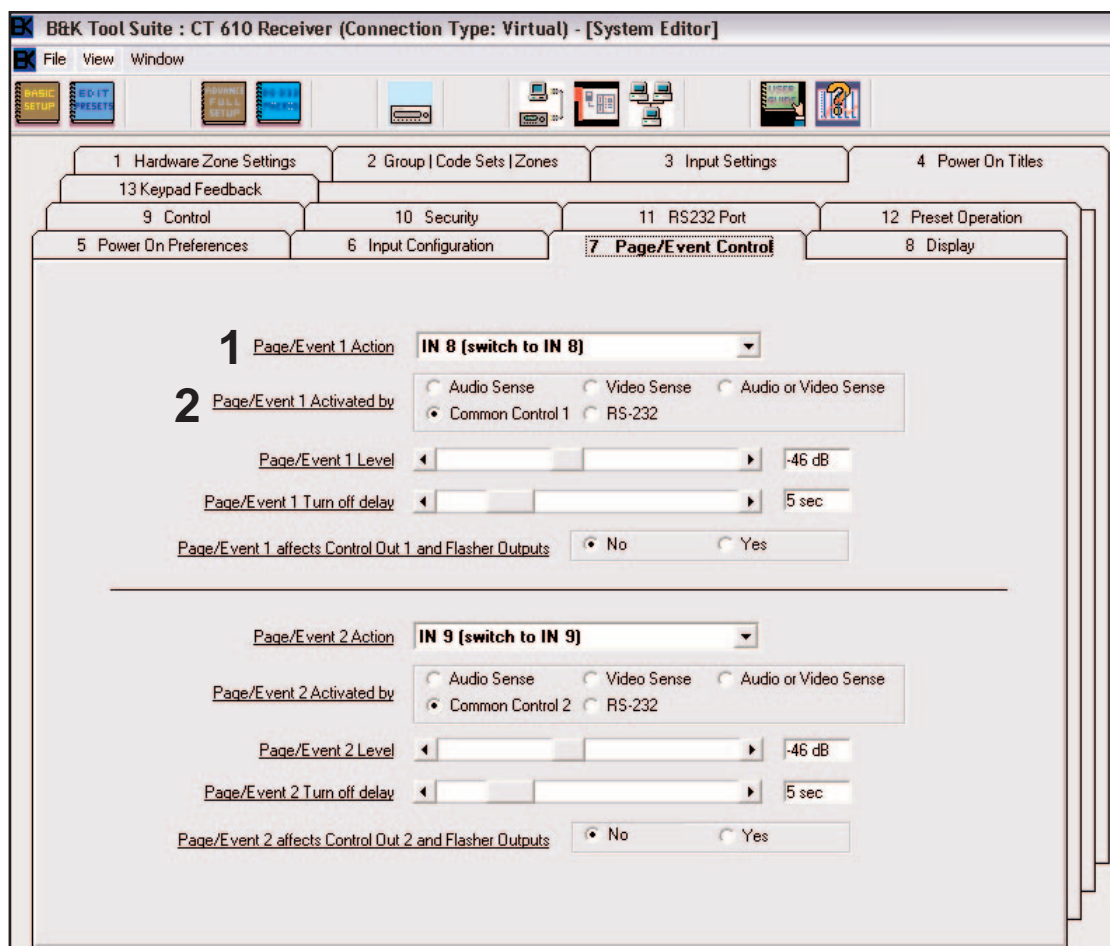 B&K Tool Suite : CT 610 Receiver (Connection Type: Virtual) - [System Editor]
File View Window
BASIC SETUP
EDIT PRESETS
ADVANCE FULL SETUP
USER GUIDE
1 Hardware Zone Settings
2 Group | Code Sets | Zones
3 Input Settings
4 Power On Titles
13 Keypad Feedback
9 Control
10 Security
11 RS232 Port
12 Preset Operation
5 Power On Preferences
6 Input Configuration
7 Page/Event Control
8 Display
1 Page/Event 1 Action IN 8 (switch to IN 8)
2 Page/Event 1 Activated by
Audio Sense Video Sense Audio or Video Sense
Common Control 1 RS-232
Page/Event 1 Level -46 dB
Page/Event 1 Turn off delay 5 sec
Page/Event 1 affects Control Out 1 and Flasher Outputs No Yes
Page/Event 2 Action IN 9 (switch to IN 9)
Page/Event 2 Activated by
Audio Sense Video Sense Audio or Video Sense
Common Control 2 RS-232
Page/Event 2 Level -46 dB
Page/Event 2 Turn off delay 5 sec
Page/Event 2 affects Control Out 2 and Flasher Outputs No Yes